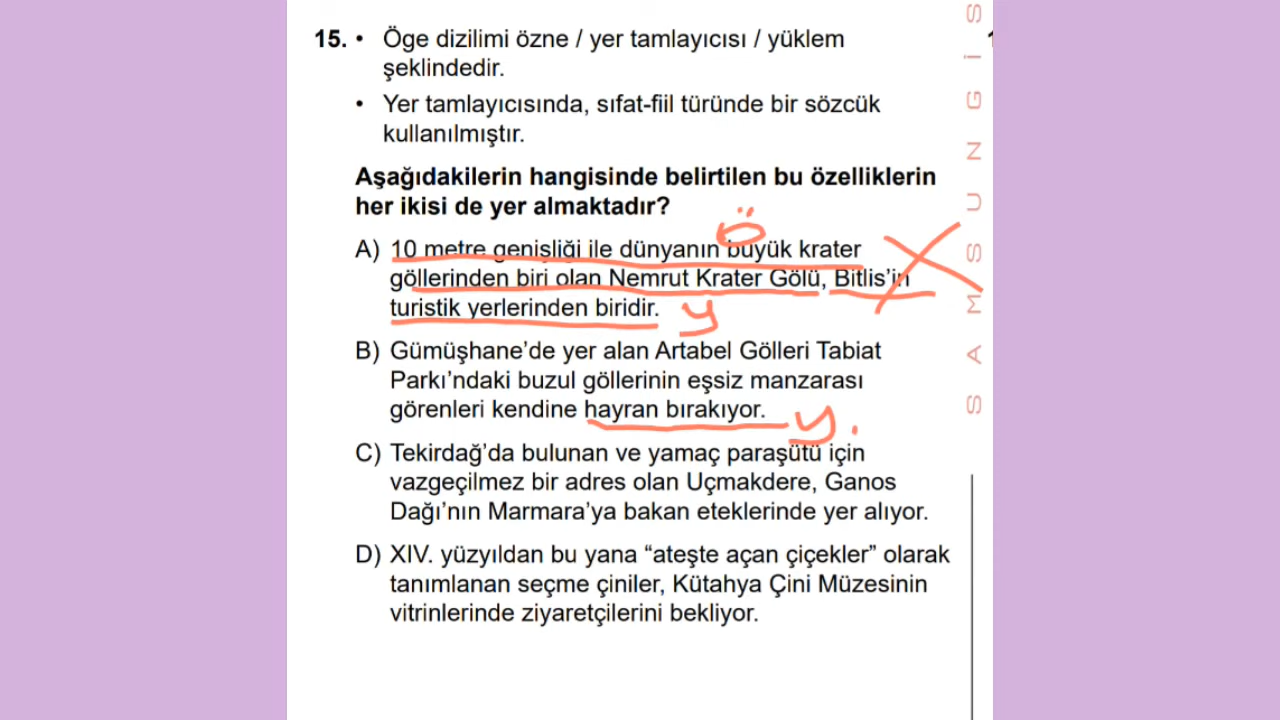 15. • Öge dizilimi özne / yer tamlayıcısı / yüklem
şeklindedir.
• Yer tamlayıcısında, sıfat-fiil türünde bir sözcük
kullanılmıştır.
Aşağıdakilerin hangisinde belirtilen bu özelliklerin
her ikisi de yer almaktadır?
Ö
A) 10 metre genişliği ile dünyanın büyük krater
göllerinden biri olan Nemrut Krater Gölü, Bitlis'in
turistik yerlerinden biridir. y
B) Gümüşhane'de yer alan Artabel Gölleri Tabiat
Parkı'ndaki buzul göllerinin eşsiz manzarası
görenleri kendine hayran bırakıyor. y.
C) Tekirdağ'da bulunan ve yamaç paraşütü için
vazgeçilmez bir adres olan Uçmakdere, Ganos
Dağı'nın Marmara'ya bakan eteklerinde yer alıyor.
D) XIV. yüzyıldan bu yana “ateşte açan çiçekler” olarak
tanımlanan seçme çiniler, Kütahya Çini Müzesinin
vitrinlerinde ziyaretçilerini bekliyor.
SAMSUNGİS